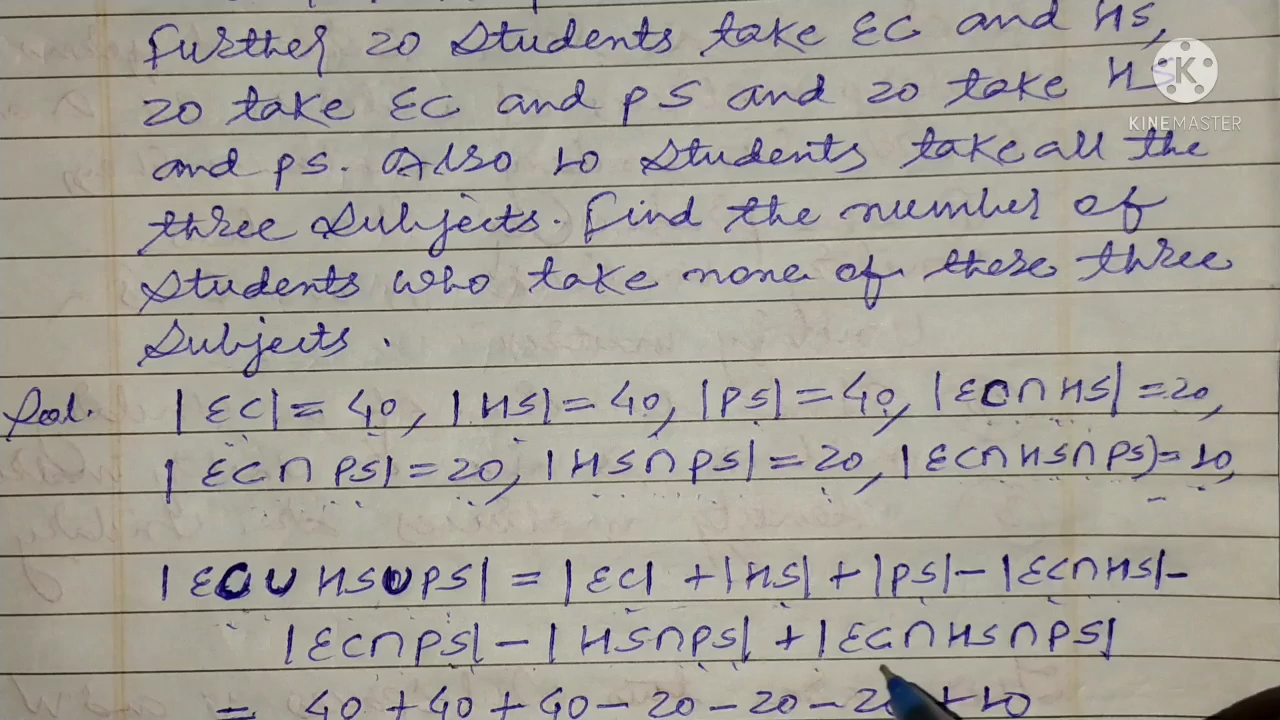 Further 20 Students take EC and HS,
20 take EC and PS and 20 take HS
K
KINEMASTER
and PS. Also 10 Students take all the
three Subjects. Find the number of
Students who take none of these three
Subjects.
Sol. |EC| = 40, |HS| = 40, |PS| = 40, |EC∩HS| = 20,
|EC∩PS| = 20, |HS∩PS| = 20, |EC∩HS∩PS) = 10,
|EC∪HS∪PS| = |EC| + |HS| + |PS| - |EC∩HS| -
|EC∩PS| - |HS∩PS| + |EC∩HS∩PS|
= 40 + 40 + 40 - 20 - 20 - 20 + 10